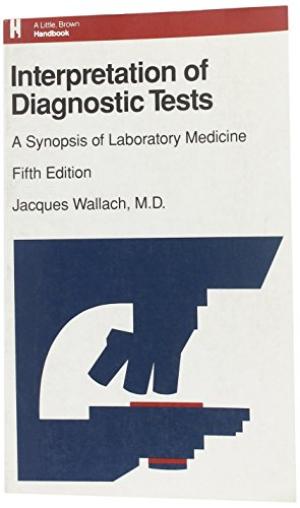 A Little, Brown
Handbook
Interpretation of
Diagnostic Tests
A Synopsis of Laboratory Medicine
Fifth Edition
Jacques Wallach, M.D.